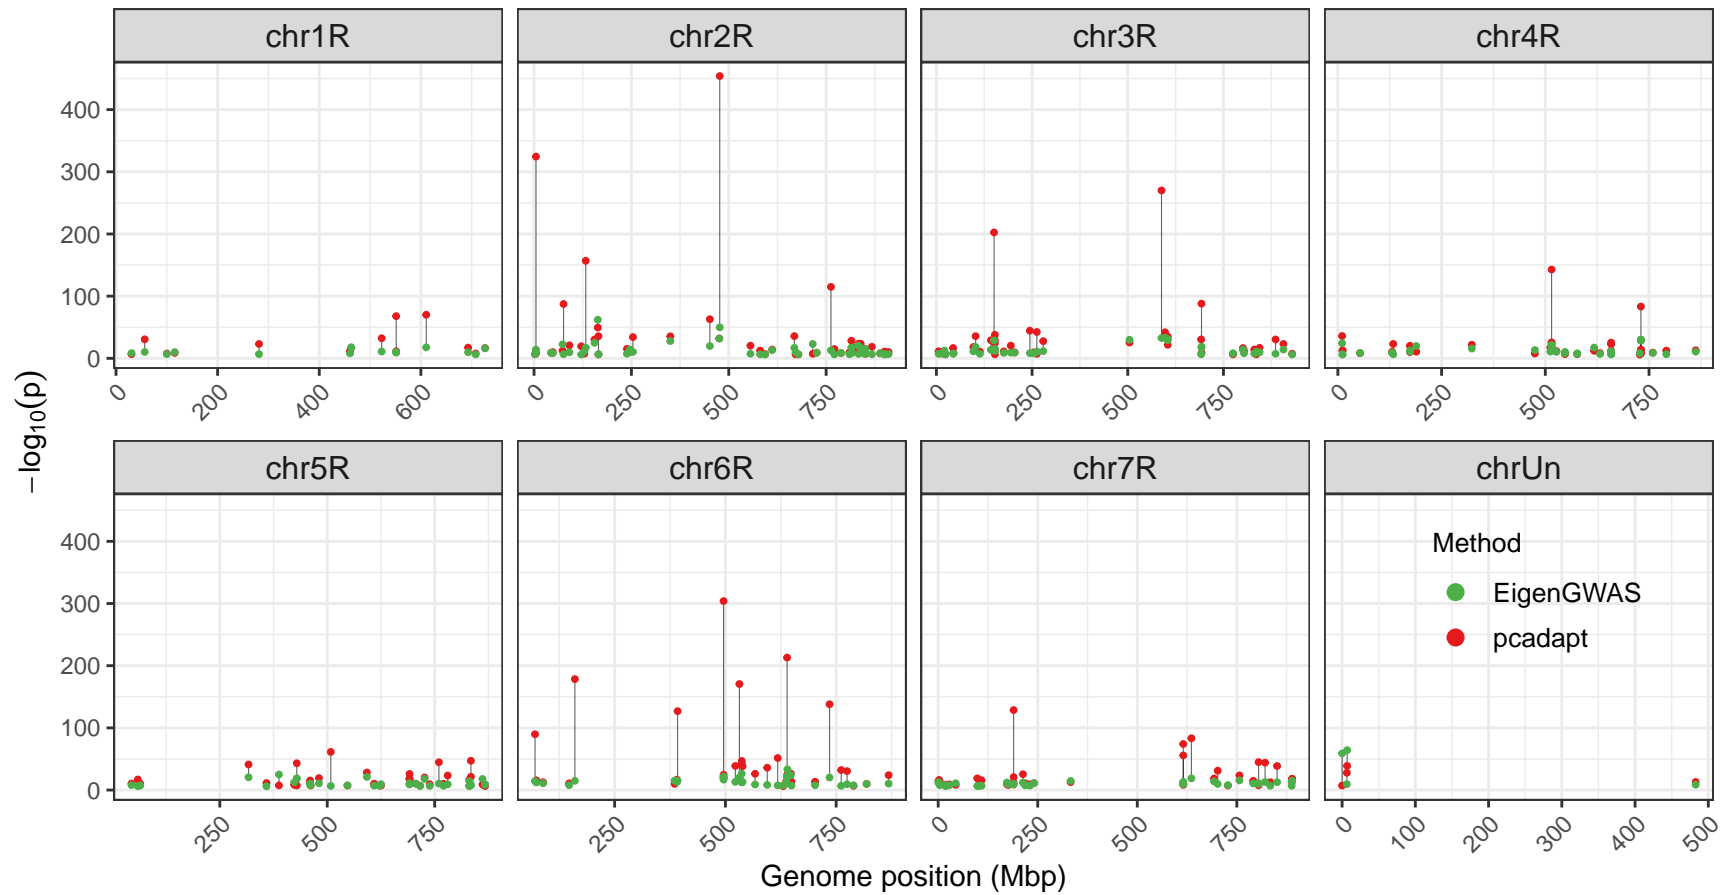 chr1R chr2R chr3R chr4R
400
300
200
100
0
0 200 400 600 0 250 500 750 0 250 500 750 0 250 500 750
−log10(p)
chr5R chr6R chr7R chrUn
400
300
200
100
0
Method
EigenGWAS
pcadapt
250 500 750 250 500 750 0 250 500 750 0 100 200 300 400 500
Genome position (Mbp)